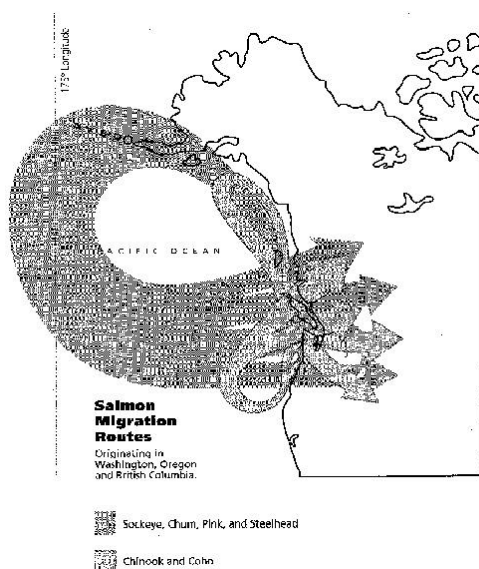 175° Longitude
PACIFIC OCEAN
Salmon
Migration
Routes
Originating in
Washington, Oregon
and British Columbia.
Sockeye, Chum, Pink, and Steelhead
Chinook and Coho